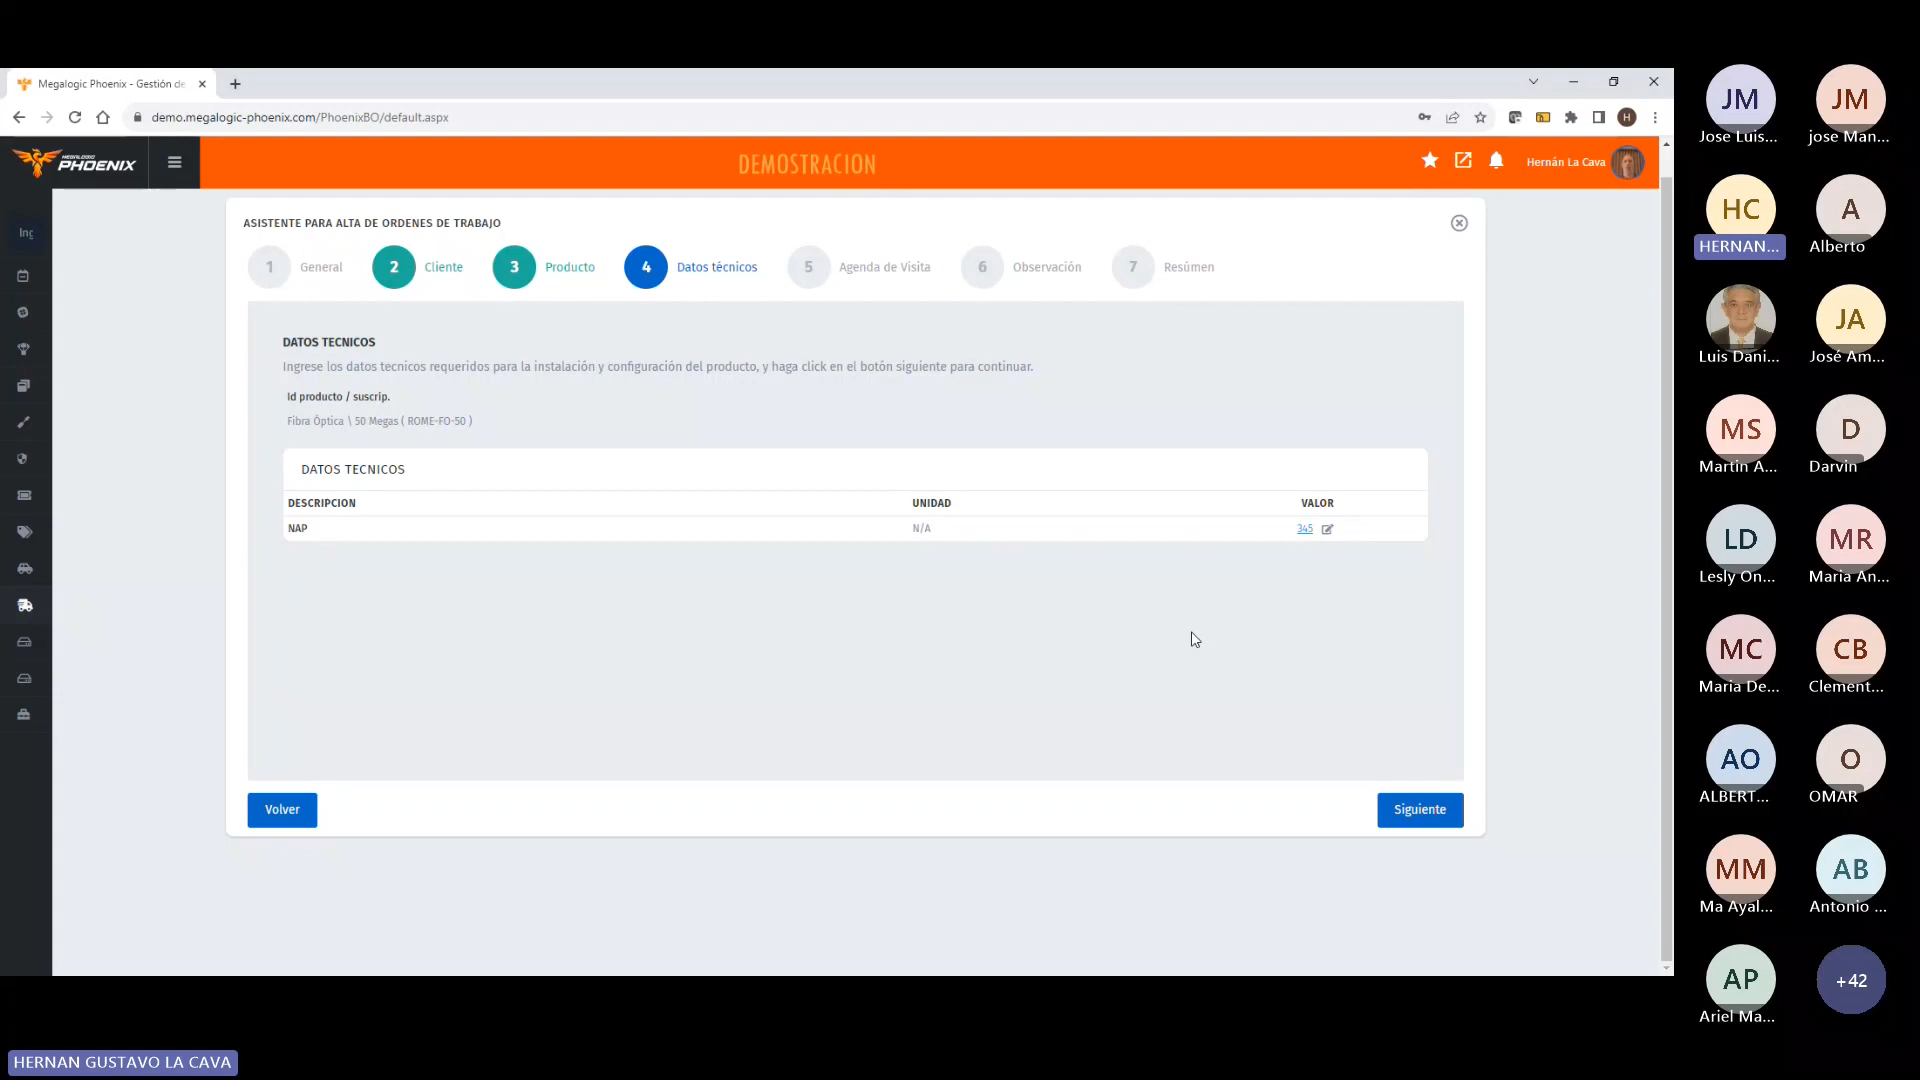 Megalogic Phoenix - Gestión de
demo.megalogic-phoenix.com/PhoenixBO/default.aspx
H
MEGALOGIC
PHOENIX
DEMOSTRACION
Hernán La Cava
Ing
ASISTENTE PARA ALTA DE ORDENES DE TRABAJO
1 General 2 Cliente 3 Producto 4 Datos técnicos 5 Agenda de Visita 6 Observación 7 Resúmen
DATOS TECNICOS
Ingrese los datos tecnicos requeridos para la instalación y configuración del producto, y haga click en el botón siguiente para continuar.
Id producto / suscrip.
Fibra Óptica \ 50 Megas ( ROME-FO-50 )
DATOS TECNICOS
DESCRIPCION UNIDAD VALOR
NAP N/A 345
Volver Siguiente
JM JM
Jose Luis... jose Man...
HC A
HERNAN... Alberto
JA
Luis Dani... José Am...
MS D
Martin A... Darvin
LD MR
Lesly On... Maria An...
MC CB
Maria De... Clement...
AO O
ALBERT... OMAR
MM AB
Ma Ayal... Antonio ...
AP +42
Ariel Ma...
HERNAN GUSTAVO LA CAVA